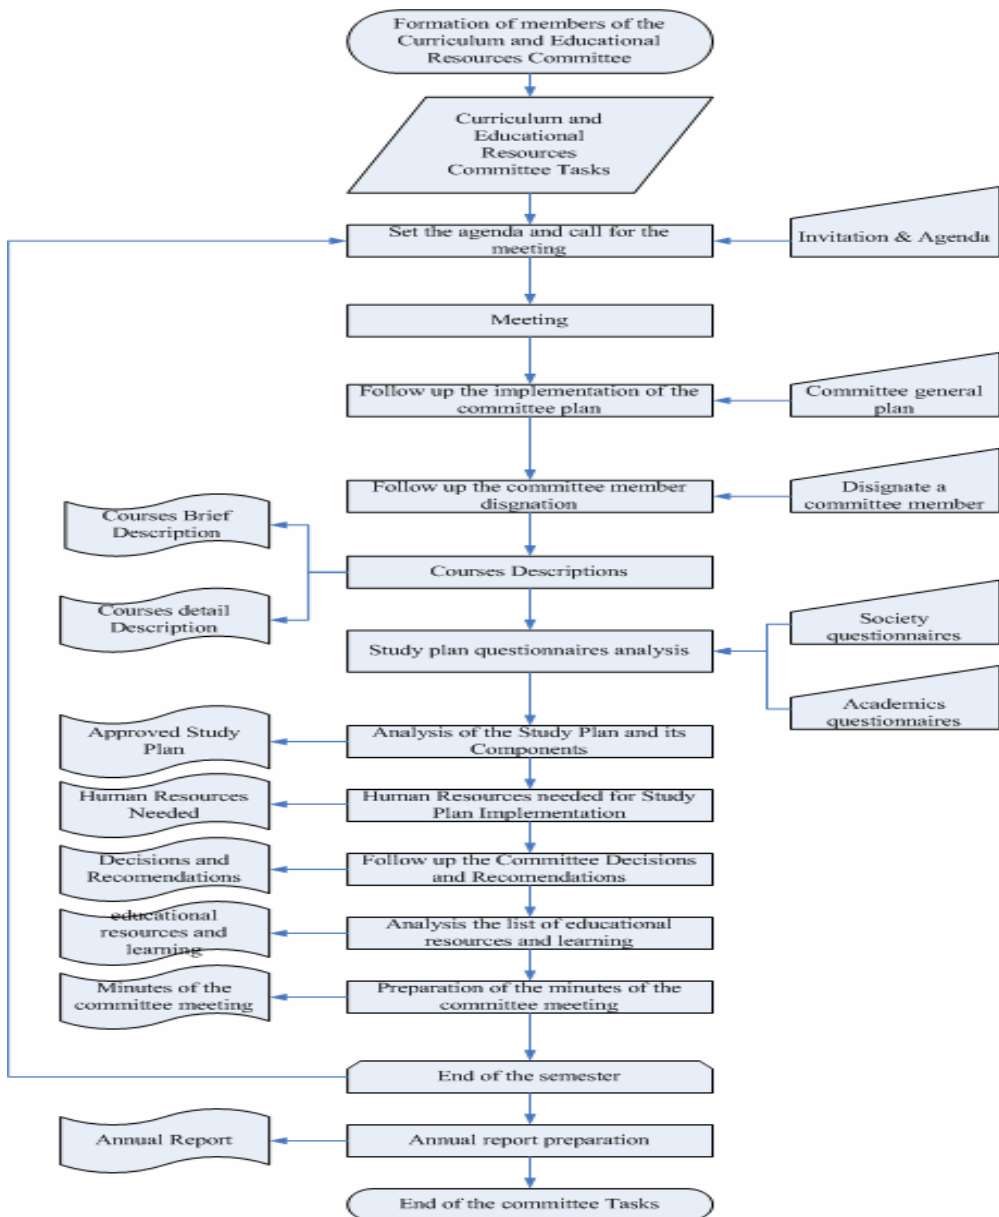 Formation of members of the
Curriculum and Educational
Resources Committee
Curriculum and
Educational
Resources
Committee Tasks
Set the agenda and call for the
meeting
Invitation & Agenda
Meeting
Follow up the implementation of the
committee plan
Committee general
plan
Follow up the committee member
disgnation
Disignate a
committee member
Courses Brief
Description
Courses Descriptions
Courses detail
Description
Society
questionnaires
Study plan questionnaires analysis
Academics
questionnaires
Approved Study
Plan
Analysis of the Study Plan and its
Components
Human Resources
Needed
Human Resources needed for Study
Plan Implementation
Decisions and
Recomendations
Follow up the Committee Decisions
and Recomendations
educational
resources and
learning
Analysis the list of educational
resources and learning
Minutes of the
committee meeting
Preparation of the minutes of the
committee meeting
End of the semester
Annual Report
Annual report preparation
End of the committee Tasks